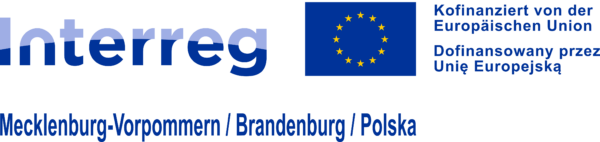 Interreg
Kofinanziert von der
Europäischen Union
Dofinansowany przez
Unię Europejską
Mecklenburg-Vorpommern / Brandenburg / Polska